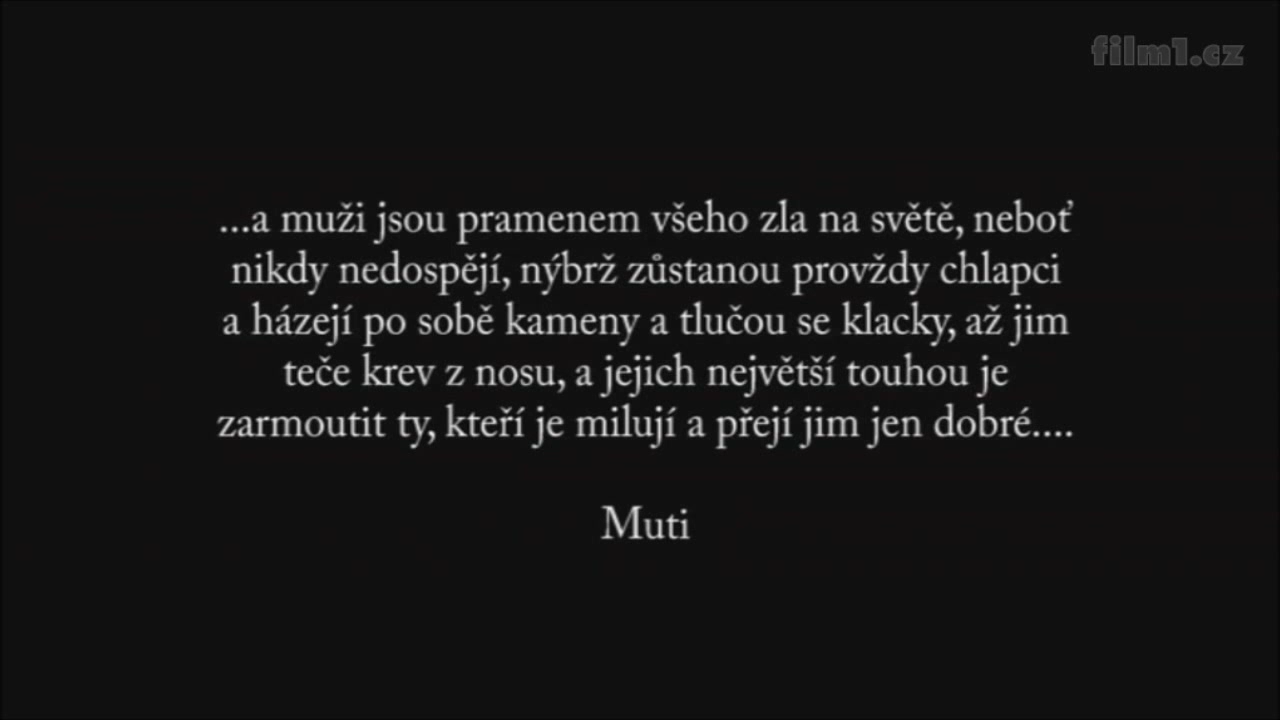 film1.cz
...a muži jsou pramenem všeho zla na světě, neboť
nikdy nedospějí, nýbrž zůstanou provždy chlapci
a házejí po sobě kameny a tlučou se klacky, až jim
teče krev z nosu, a jejich největší touhou je
zarmoutit ty, kteří je milují a přejí jim jen dobré....
Muti